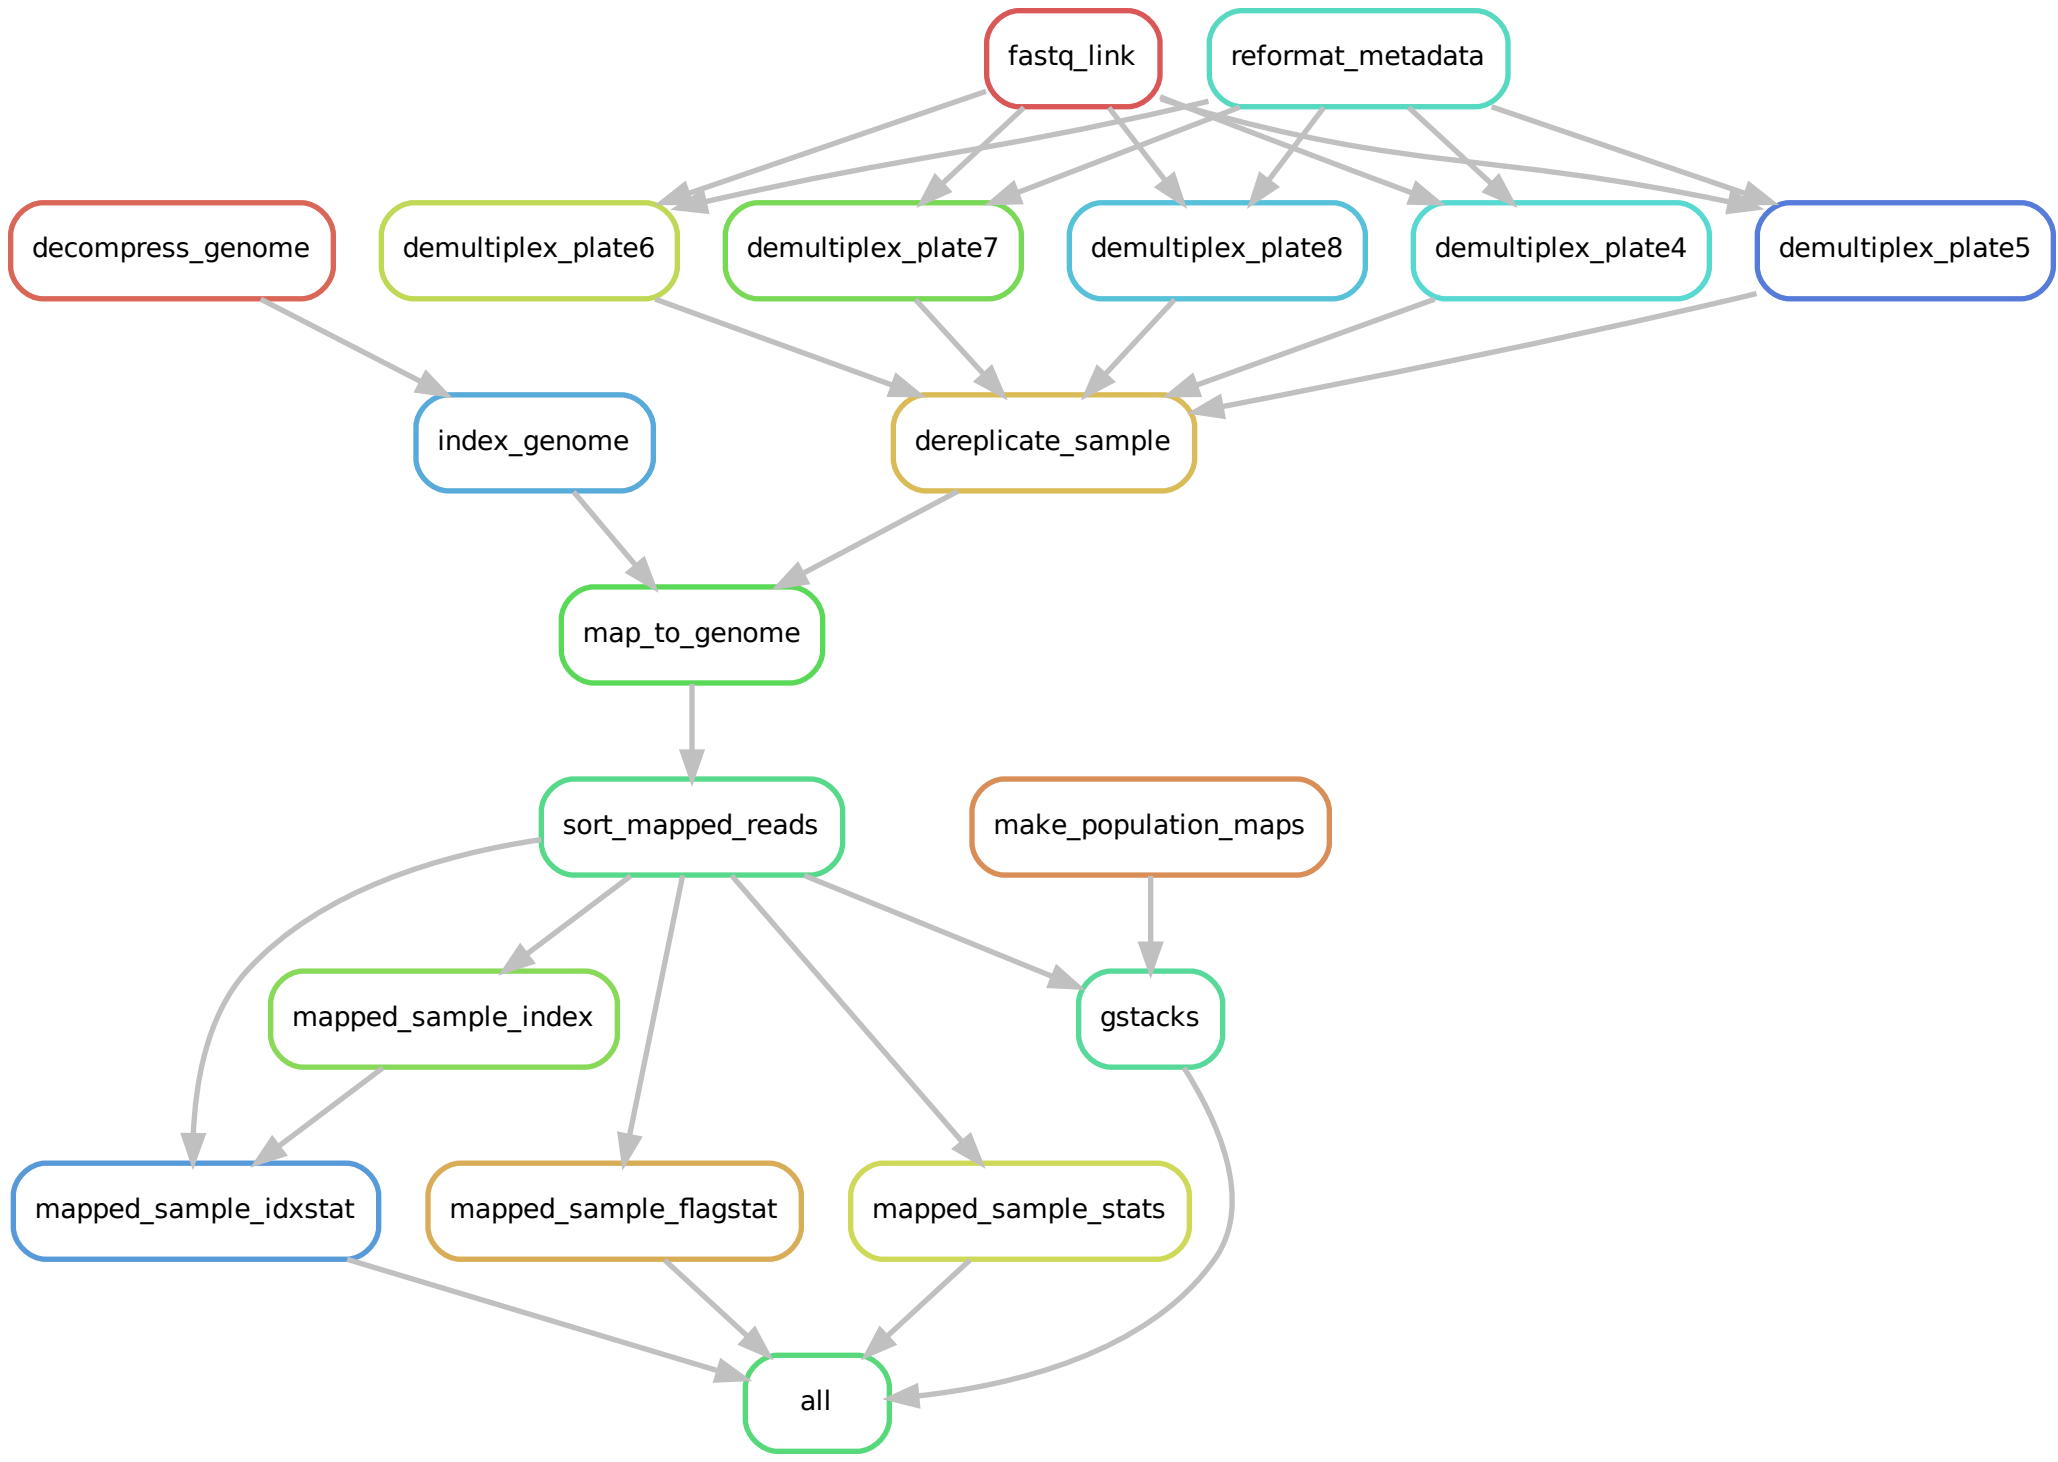 fastq_link
reformat_metadata
decompress_genome
demultiplex_plate6
demultiplex_plate7
demultiplex_plate8
demultiplex_plate4
demultiplex_plate5
index_genome
dereplicate_sample
map_to_genome
sort_mapped_reads
make_population_maps
mapped_sample_index
gstacks
mapped_sample_idxstat
mapped_sample_flagstat
mapped_sample_stats
all